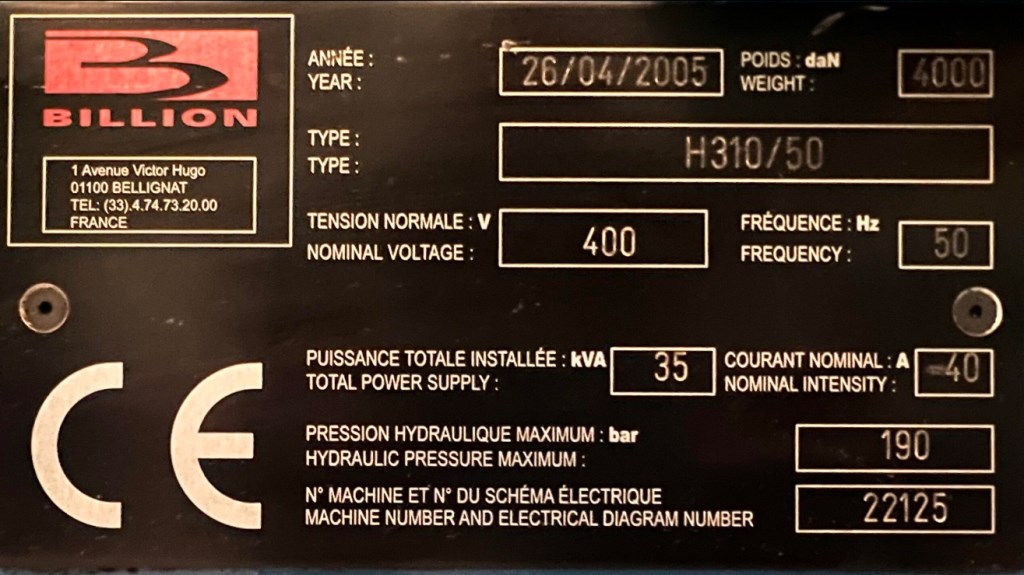 BILLION
1 Avenue Victor Hugo
01100 BELLIGNAT
TEL: (33).4.74.73.20.00
FRANCE
ANNÉE :
YEAR :
26/04/2005
POIDS : daN
WEIGHT :
4000
TYPE :
TYPE :
H310/50
TENSION NORMALE : V
NOMINAL VOLTAGE :
400
FRÉQUENCE : Hz
FREQUENCY :
50
CE
PUISSANCE TOTALE INSTALLÉE : kVA
TOTAL POWER SUPPLY :
35
COURANT NOMINAL : A
NOMINAL INTENSITY :
40
PRESSION HYDRAULIQUE MAXIMUM : bar
HYDRAULIC PRESSURE MAXIMUM :
190
N° MACHINE ET N° DU SCHÉMA ÉLECTRIQUE
MACHINE NUMBER AND ELECTRICAL DIAGRAM NUMBER
22125